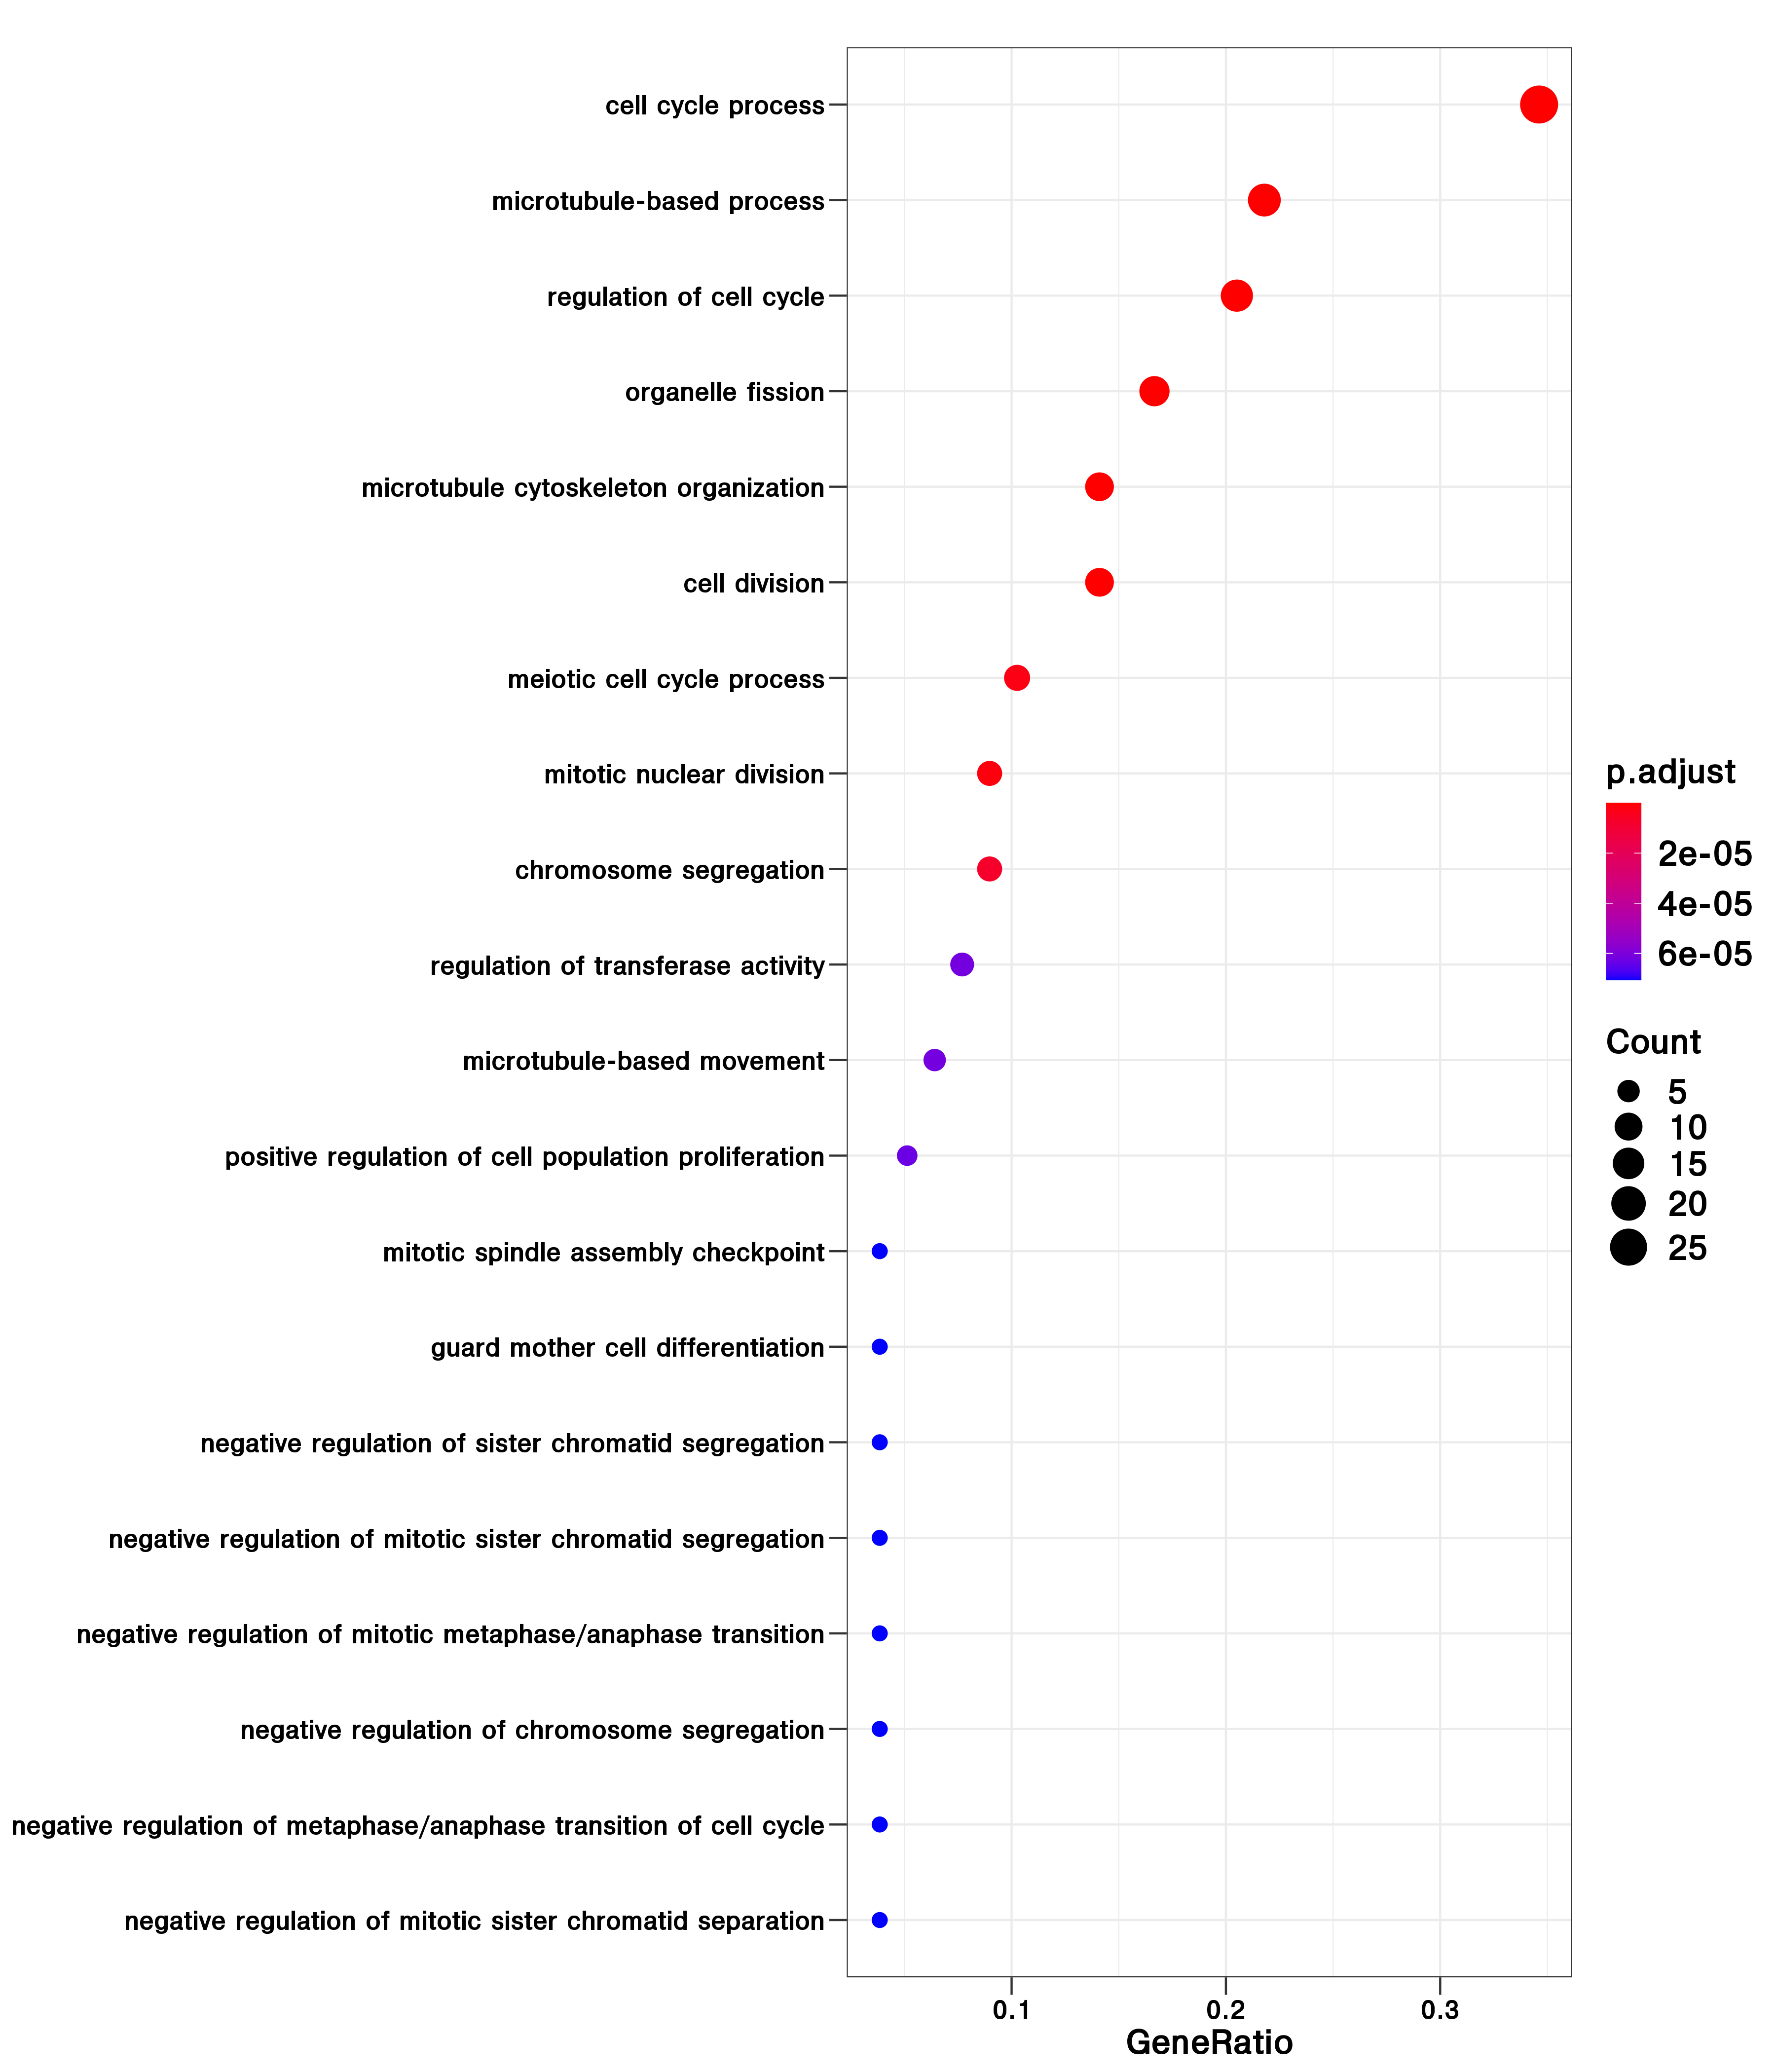 cell cycle process
microtubule-based process
regulation of cell cycle
organelle fission
microtubule cytoskeleton organization
cell division
meiotic cell cycle process
mitotic nuclear division
chromosome segregation
regulation of transferase activity
microtubule-based movement
positive regulation of cell population proliferation
mitotic spindle assembly checkpoint
guard mother cell differentiation
negative regulation of sister chromatid segregation
negative regulation of mitotic sister chromatid segregation
negative regulation of mitotic metaphase/anaphase transition
negative regulation of chromosome segregation
negative regulation of metaphase/anaphase transition of cell cycle
negative regulation of mitotic sister chromatid separation
0.1 0.2 0.3
GeneRatio
p.adjust
2e-05
4e-05
6e-05
Count
5
10
15
20
25